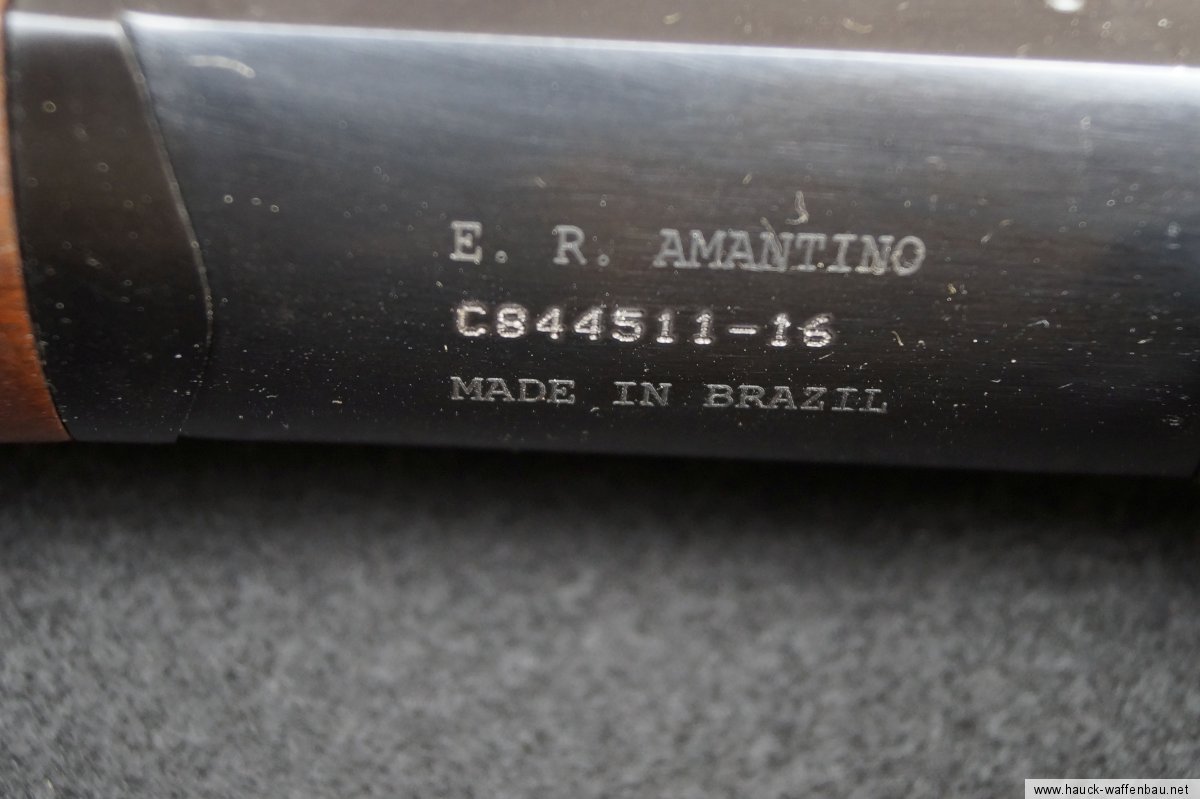 E. R. AMANTINO
C844511-16
MADE IN BRAZIL
www.hauck-waffenbau.net